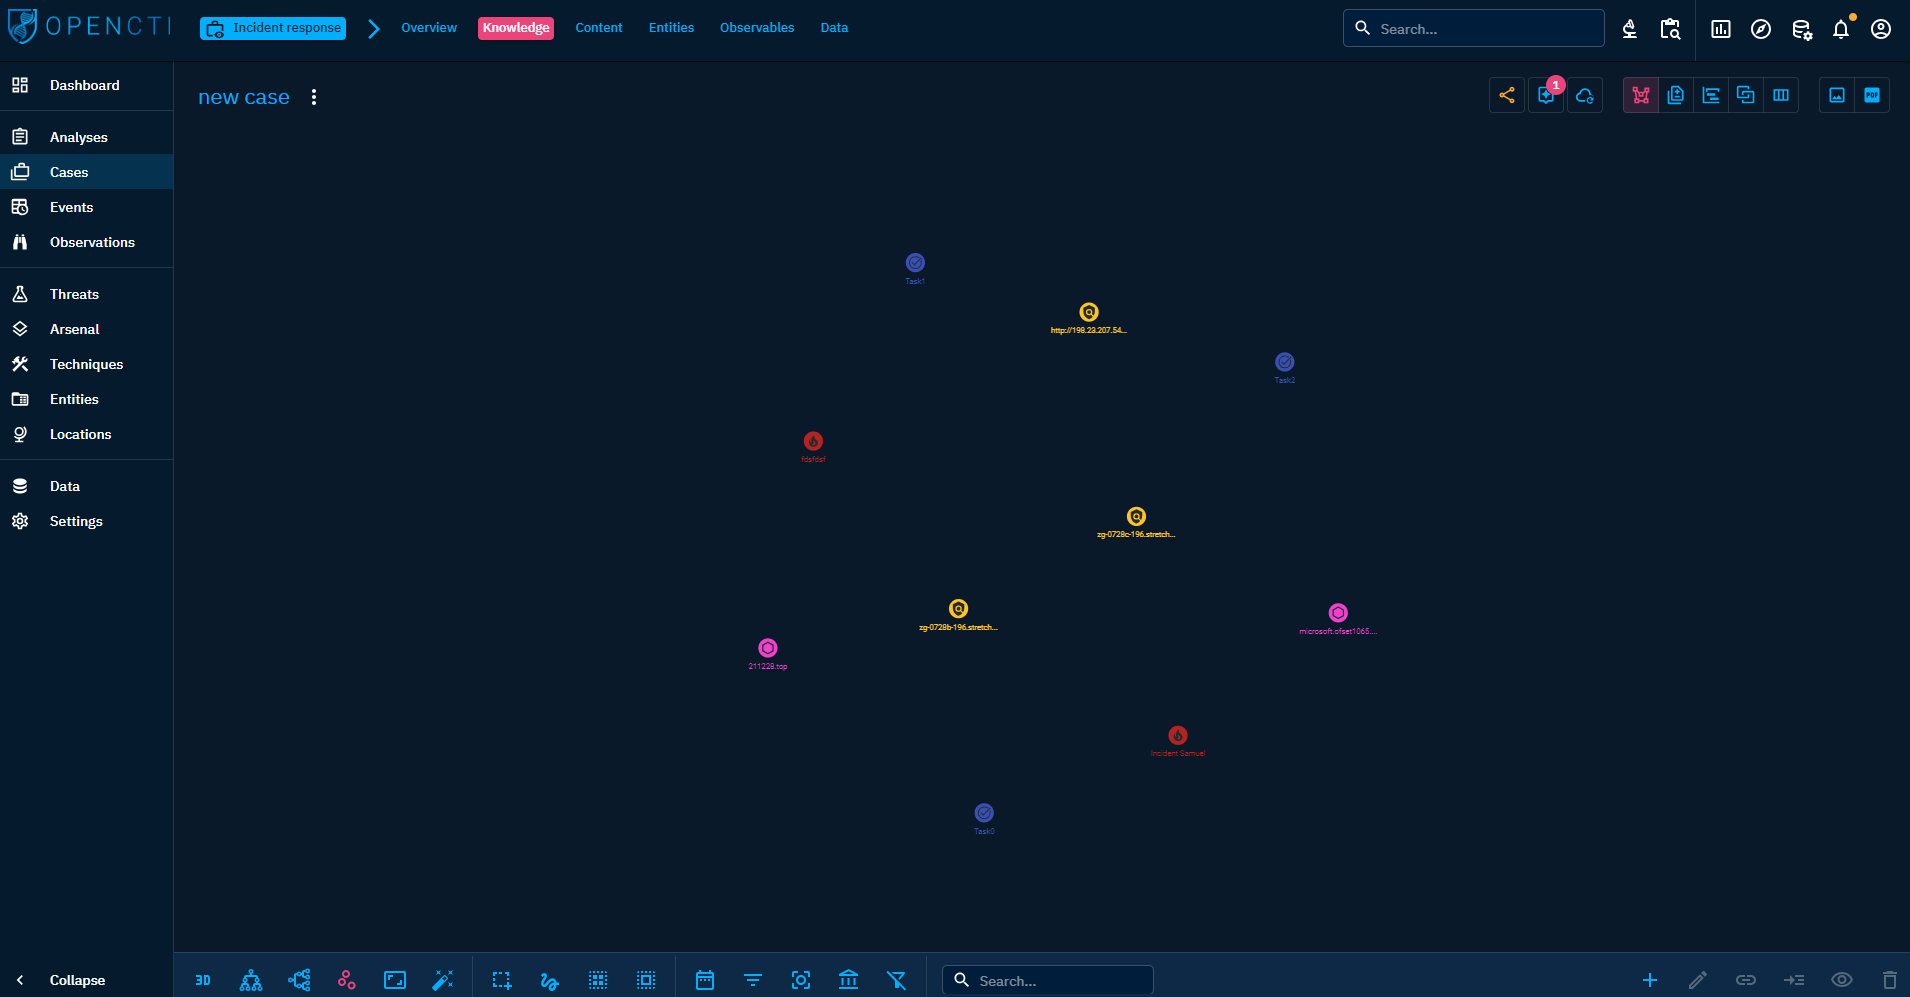 OPENCTI
Incident response
Overview
Knowledge
Content
Entities
Observables
Data
Search...
Dashboard
Analyses
Cases
Events
Observations
Threats
Arsenal
Techniques
Entities
Locations
Data
Settings
Collapse
new case
1
PDF
Task1
http://198.23.207.54...
Task2
fdsfdsf
zg-0728c-196.stretch...
zg-0728b-196.stretch...
microsoft.ofset1065....
211228.top
Incident Samuel
Task0
3D
Search...